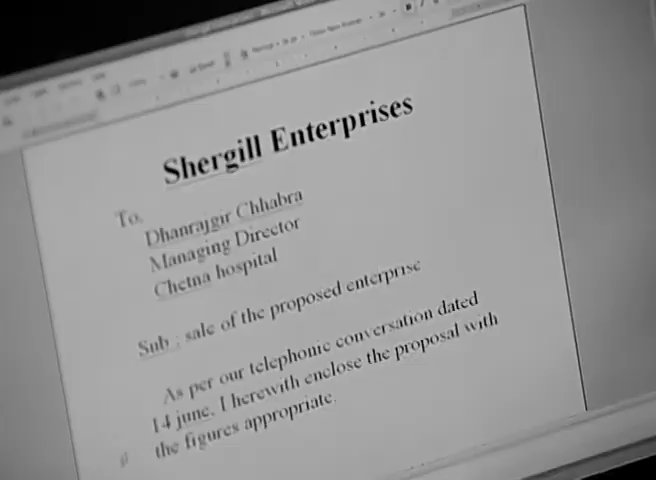 Shergill Enterprises
To,
Dhanrajgir Chhabra
Managing Director
Chetna hospital
Sub : sale of the proposed enterprise
As per our telephonic conversation dated
14 june, I herewith enclose the proposal with
the figures appropriate.